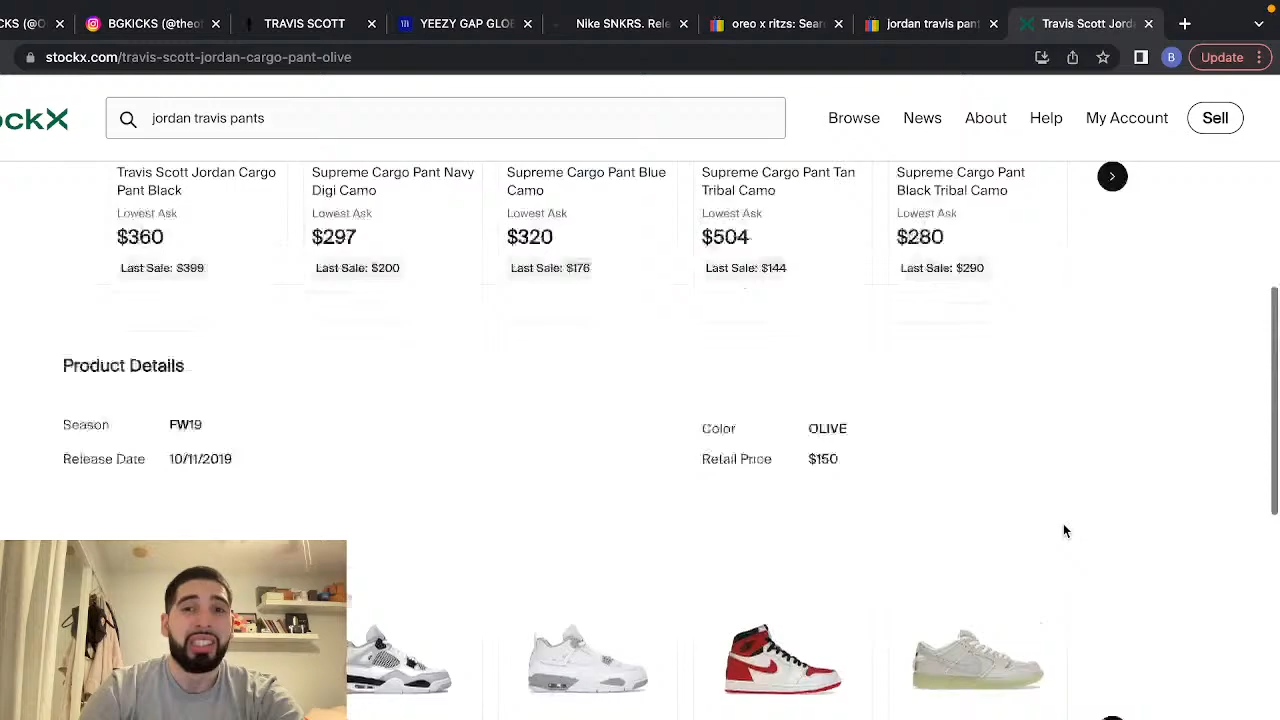 KS (@O
BGKICKS (@theo
TRAVIS SCOTT
YEEZY GAP GLOB
Nike SNKRS. Rele
oreo x ritzs Sear
jordan travis pant
Travis Scott Jord
stockx.com/travis-scott-jordan-cargo-pant-olive
B
Update
ockX
jordan travis pants
Browse
News
About
Help
My Account
Sell
Travis Scott Jordan Cargo
Pant Black
Lowest Ask
$360
Last Sale: $399
Supreme Cargo Pant Navy
Digi Camo
Lowest Ask
$297
Last Sale: $200
Supreme Cargo Pant Blue
Camo
Lowest Ask
$320
Last Sale: $176
Supreme Cargo Pant Tan
Tribal Camo
Lowest Ask
$504
Last Sale: $144
Supreme Cargo Pant
Black Tribal Camo
Lowest Ask
$280
Last Sale: $290
Product Details
Season FW19
Color OLIVE
Release Date 10/11/2019
Retail Price $150